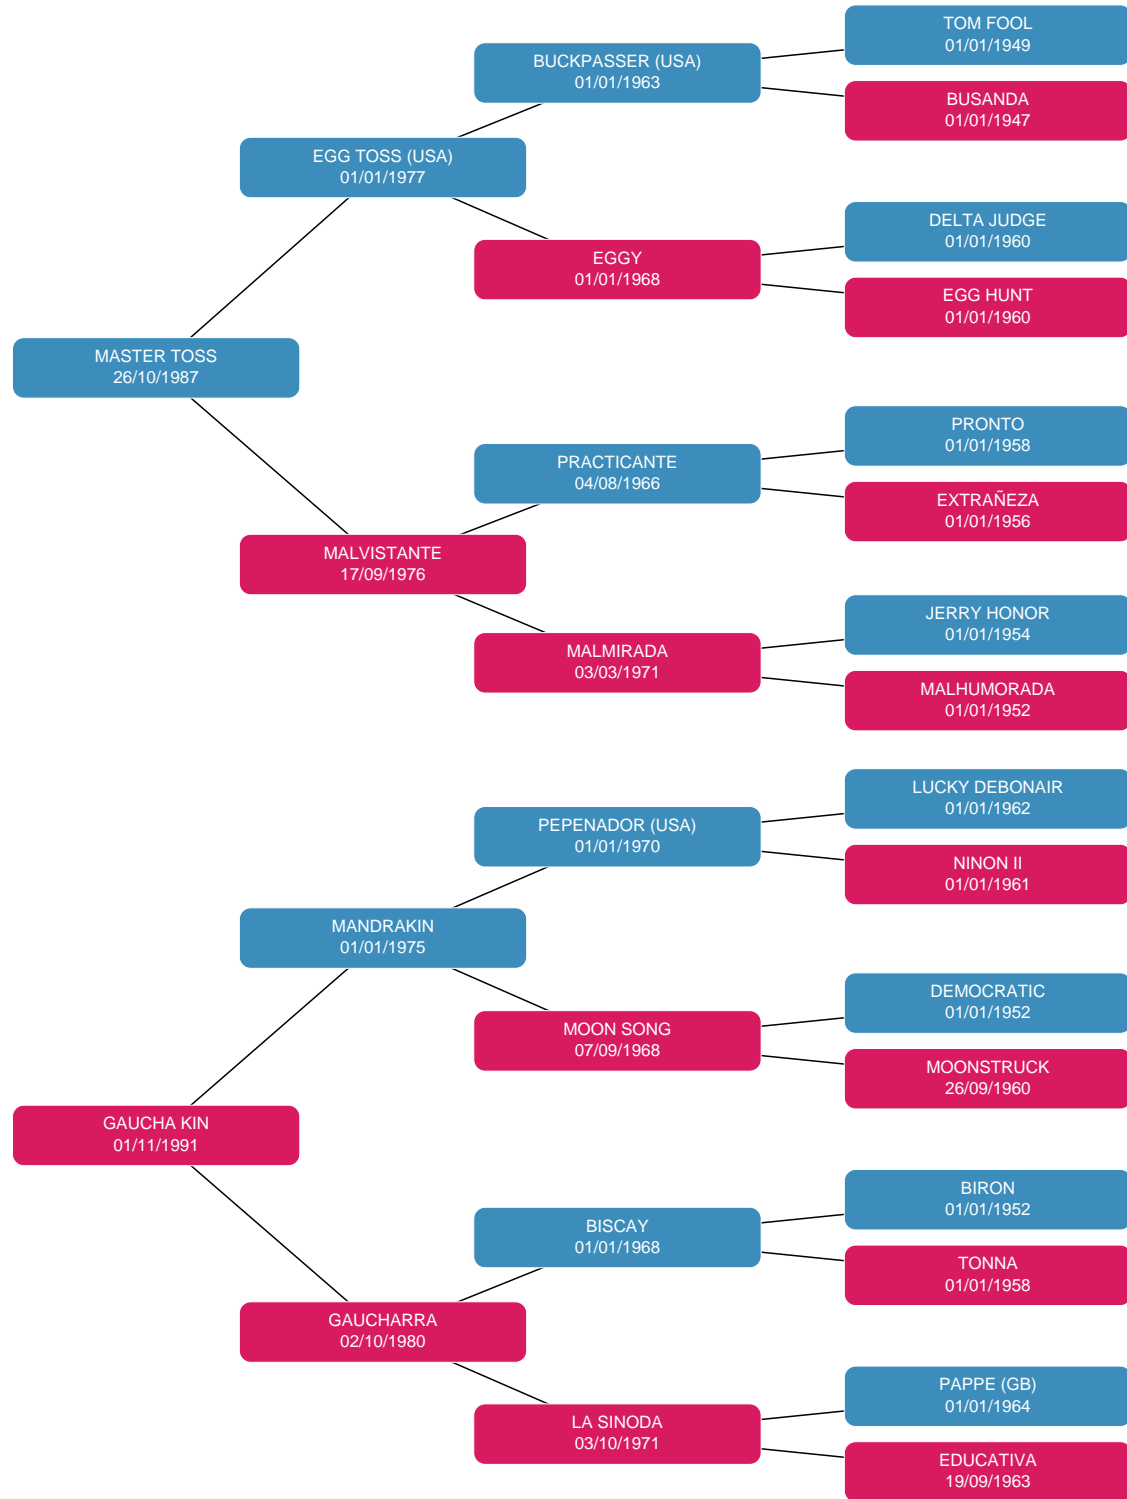 TOM FOOL
01/01/1949
BUCKPASSER (USA)
01/01/1963
BUSANDA
01/01/1947
EGG TOSS (USA)
01/01/1977
DELTA JUDGE
01/01/1960
EGGY
01/01/1968
EGG HUNT
01/01/1960
MASTER TOSS
26/10/1987
PRONTO
01/01/1958
PRACTICANTE
04/08/1966
EXTRAÑEZA
01/01/1956
MALVISTANTE
17/09/1976
JERRY HONOR
01/01/1954
MALMIRADA
03/03/1971
MALHUMORADA
01/01/1952
LUCKY DEBONAIR
01/01/1962
PEPENADOR (USA)
01/01/1970
NINON II
01/01/1961
MANDRAKIN
01/01/1975
DEMOCRATIC
01/01/1952
MOON SONG
07/09/1968
MOONSTRUCK
26/09/1960
GAUCHA KIN
01/11/1991
BIRON
01/01/1952
BISCAY
01/01/1968
TONNA
01/01/1958
GAUCHARRA
02/10/1980
PAPPE (GB)
01/01/1964
LA SINODA
03/10/1971
EDUCATIVA
19/09/1963